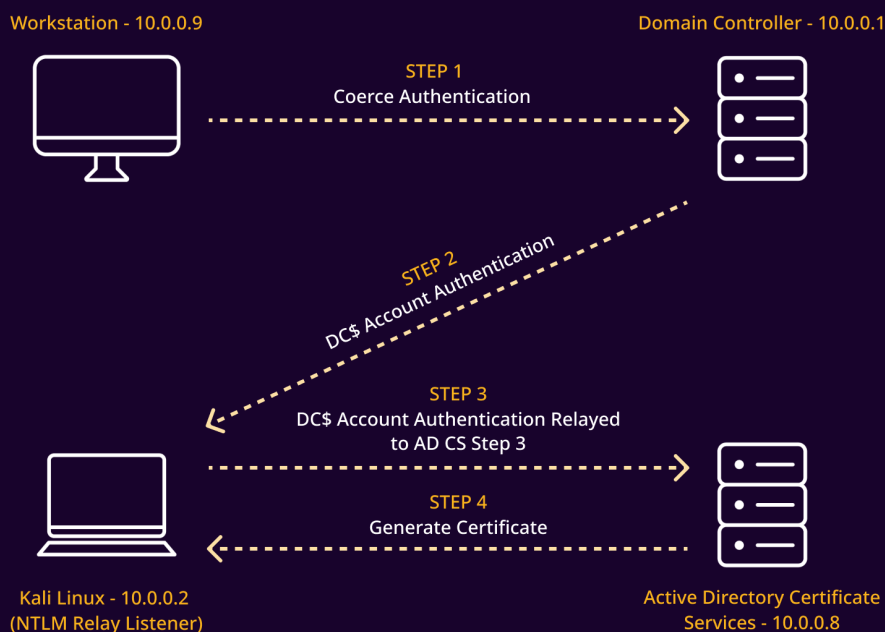 Workstation - 10.0.0.9
Domain Controller - 10.0.0.1
STEP 1
Coerce Authentication
STEP 2
DC$ Account Authentication
STEP 3
DC$ Account Authentication Relayed
to AD CS Step 3
STEP 4
Generate Certificate
Kali Linux - 10.0.0.2
(NTLM Relay Listener)
Active Directory Certificate
Services - 10.0.0.8